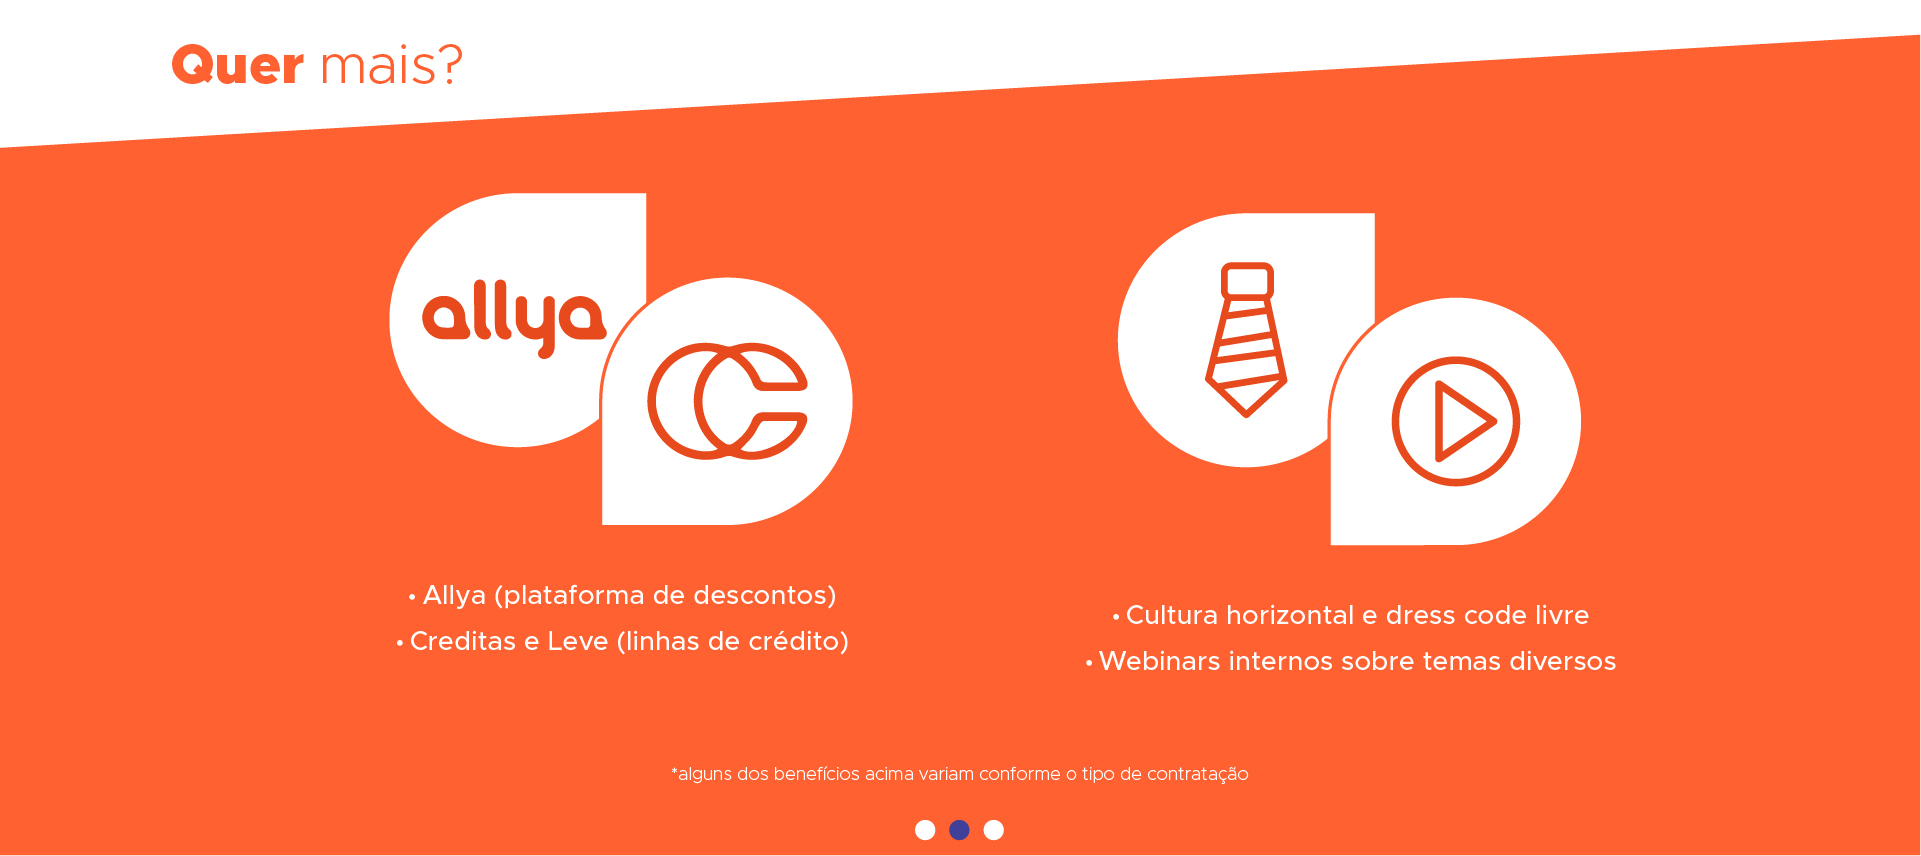 Quer mais?
allya
• Allya (plataforma de descontos)
• Creditas e Leve (linhas de crédito)
• Cultura horizontal e dress code livre
• Webinars internos sobre temas diversos
*alguns dos benefícios acima variam conforme o tipo de contratação